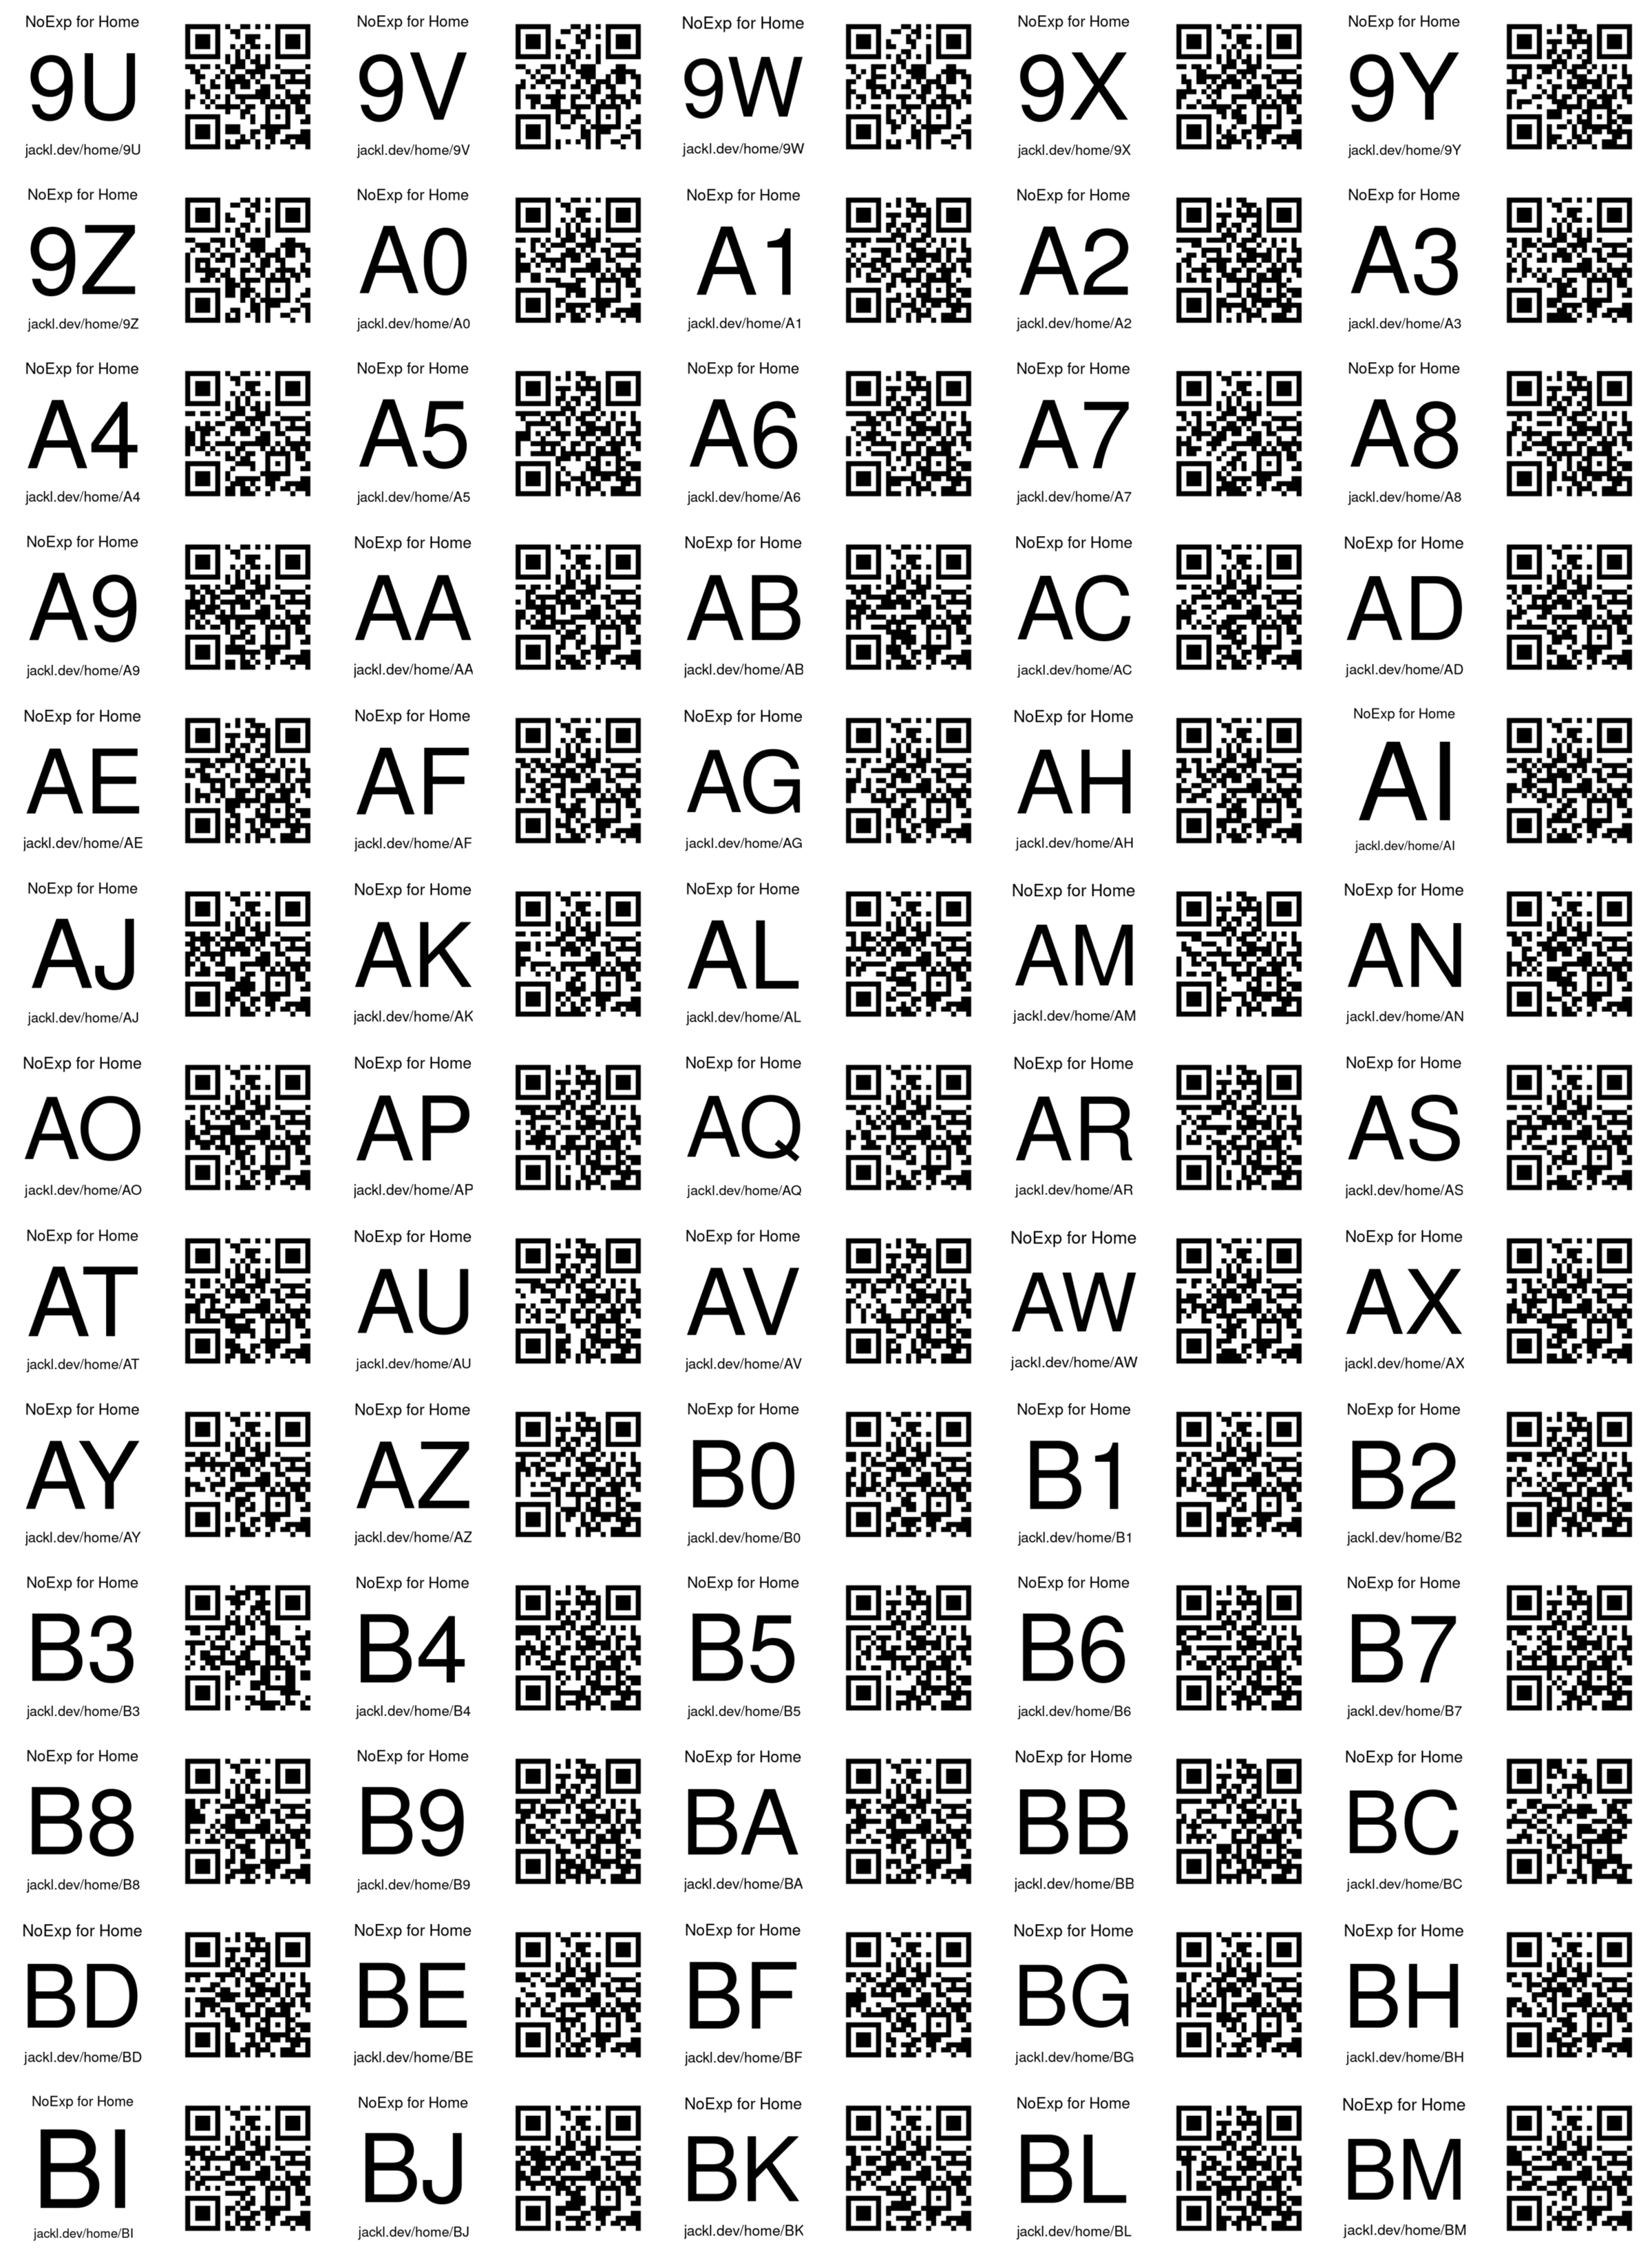 NoExp for Home NoExp for Home NoExp for Home NoExp for Home NoExp for Home
9U 9V 9W 9X 9Y
jackl.dev/home/9U jackl.dev/home/9V jackl.dev/home/9W jackl.dev/home/9X jackl.dev/home/9Y
NoExp for Home NoExp for Home NoExp for Home NoExp for Home NoExp for Home
9Z A0 A1 A2 A3
jackl.dev/home/9Z jackl.dev/home/A0 jackl.dev/home/A1 jackl.dev/home/A2 jackl.dev/home/A3
NoExp for Home NoExp for Home NoExp for Home NoExp for Home NoExp for Home
A4 A5 A6 A7 A8
jackl.dev/home/A4 jackl.dev/home/A5 jackl.dev/home/A6 jackl.dev/home/A7 jackl.dev/home/A8
NoExp for Home NoExp for Home NoExp for Home NoExp for Home NoExp for Home
A9 AA AB AC AD
jackl.dev/home/A9 jackl.dev/home/AA jackl.dev/home/AB jackl.dev/home/AC jackl.dev/home/AD
NoExp for Home NoExp for Home NoExp for Home NoExp for Home NoExp for Home
AE AF AG AH AI
jackl.dev/home/AE jackl.dev/home/AF jackl.dev/home/AG jackl.dev/home/AH jackl.dev/home/AI
NoExp for Home NoExp for Home NoExp for Home NoExp for Home NoExp for Home
AJ AK AL AM AN
jackl.dev/home/AJ jackl.dev/home/AK jackl.dev/home/AL jackl.dev/home/AM jackl.dev/home/AN
NoExp for Home NoExp for Home NoExp for Home NoExp for Home NoExp for Home
AO AP AQ AR AS
jackl.dev/home/AO jackl.dev/home/AP jackl.dev/home/AQ jackl.dev/home/AR jackl.dev/home/AS
NoExp for Home NoExp for Home NoExp for Home NoExp for Home NoExp for Home
AT AU AV AW AX
jackl.dev/home/AT jackl.dev/home/AU jackl.dev/home/AV jackl.dev/home/AW jackl.dev/home/AX
NoExp for Home NoExp for Home NoExp for Home NoExp for Home NoExp for Home
AY AZ B0 B1 B2
jackl.dev/home/AY jackl.dev/home/AZ jackl.dev/home/B0 jackl.dev/home/B1 jackl.dev/home/B2
NoExp for Home NoExp for Home NoExp for Home NoExp for Home NoExp for Home
B3 B4 B5 B6 B7
jackl.dev/home/B3 jackl.dev/home/B4 jackl.dev/home/B5 jackl.dev/home/B6 jackl.dev/home/B7
NoExp for Home NoExp for Home NoExp for Home NoExp for Home NoExp for Home
B8 B9 BA BB BC
jackl.dev/home/B8 jackl.dev/home/B9 jackl.dev/home/BA jackl.dev/home/BB jackl.dev/home/BC
NoExp for Home NoExp for Home NoExp for Home NoExp for Home NoExp for Home
BD BE BF BG BH
jackl.dev/home/BD jackl.dev/home/BE jackl.dev/home/BF jackl.dev/home/BG jackl.dev/home/BH
NoExp for Home NoExp for Home NoExp for Home NoExp for Home NoExp for Home
BI BJ BK BL BM
jackl.dev/home/BI jackl.dev/home/BJ jackl.dev/home/BK jackl.dev/home/BL jackl.dev/home/BM